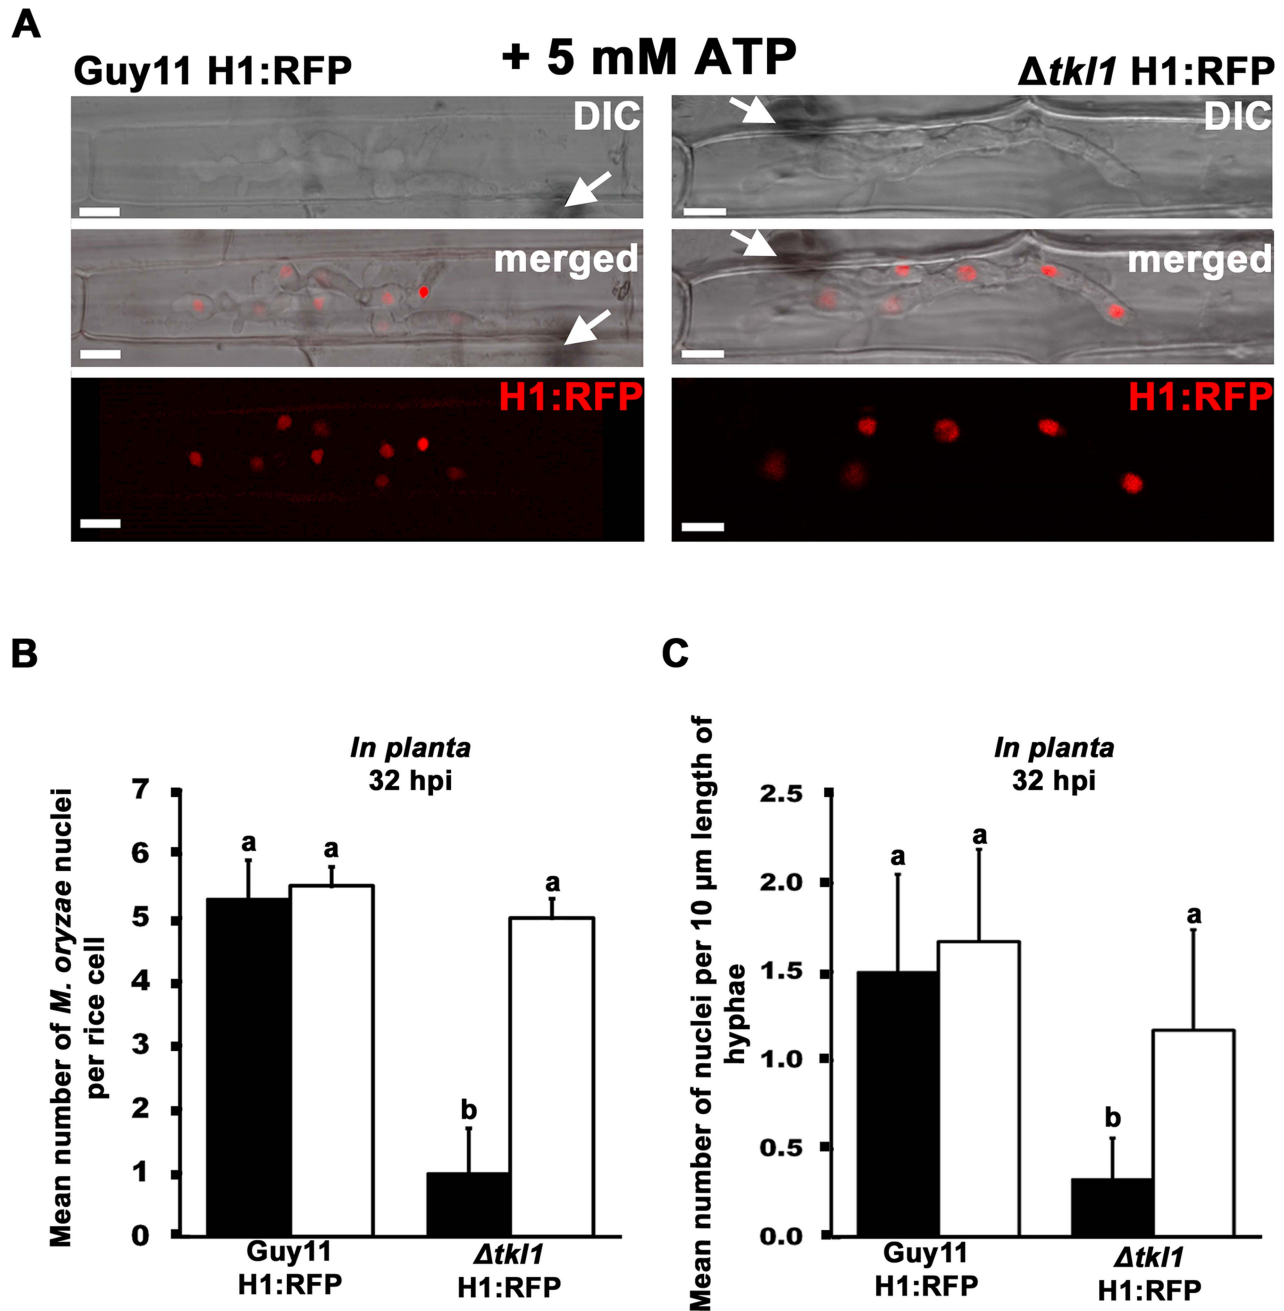 A
Guy11 H1:RFP
+ 5 mM ATP
Δtkl1 H1:RFP
DIC
DIC
merged
merged
H1:RFP
H1:RFP
B
In planta
32 hpi
Mean number of M. oryzae nuclei
per rice cell
7
6
5
4
3
2
1
0
a
a
b
a
Guy11
H1:RFP
Δtkl1
H1:RFP
C
In planta
32 hpi
Mean number of nuclei per 10 µm length of
hyphae
2.5
2.0
1.5
1.0
0.5
0.0
a
a
b
a
Guy11
H1:RFP
Δtkl1
H1:RFP